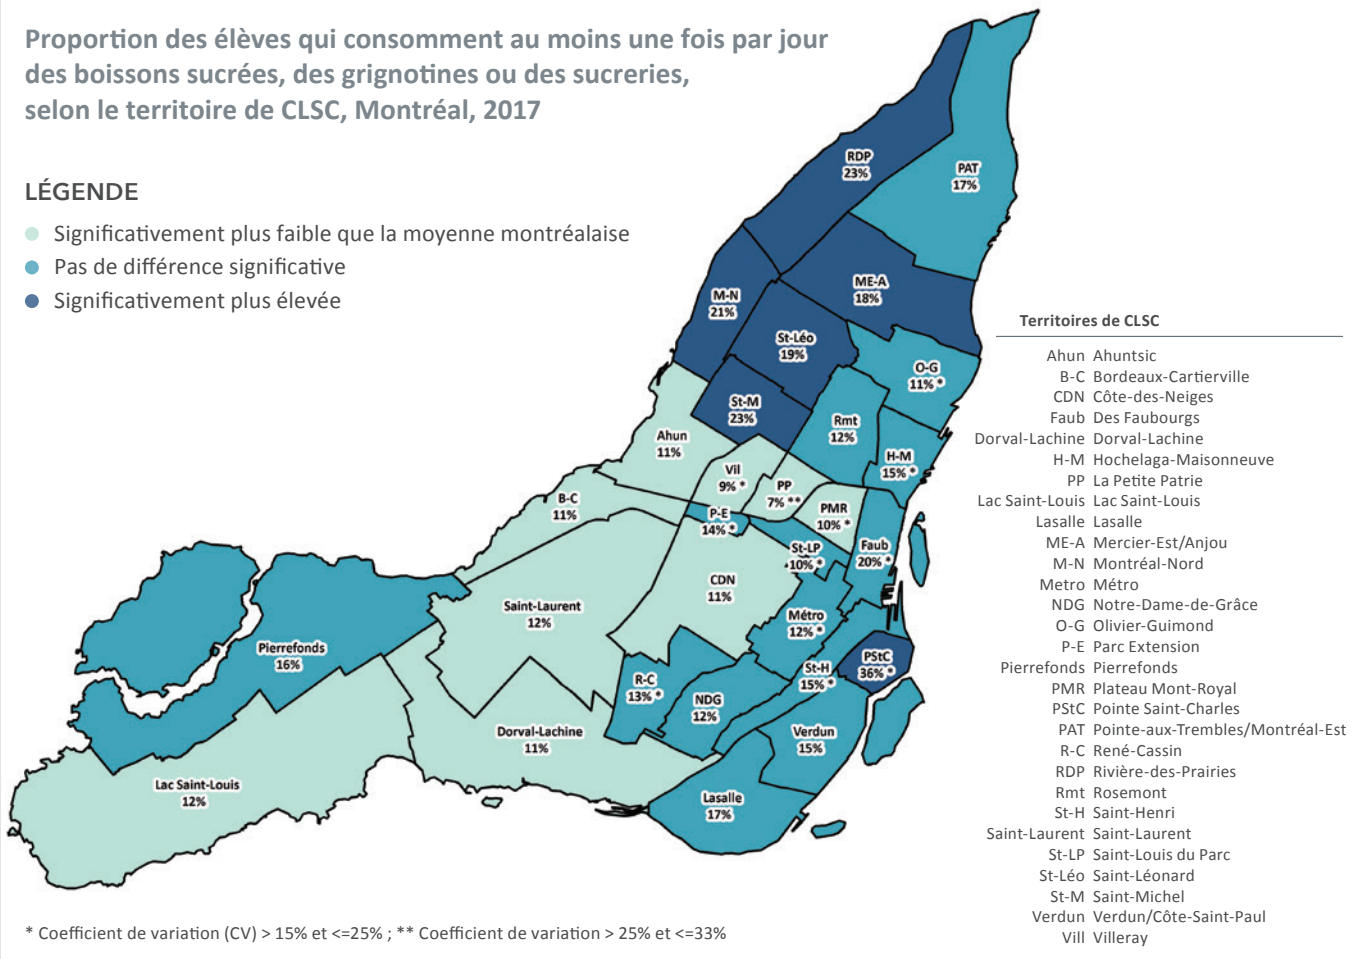 Proportion des élèves qui consomment au moins une fois par jour
des boissons sucrées, des grignotines ou des sucreries,
selon le territoire de CLSC, Montréal, 2017
LÉGENDE
Significativement plus faible que la moyenne montréalaise
Pas de différence significative
Significativement plus élevée
RDP
23%
PAT
17%
M-N
21%
ME-A
18%
St-Léo
19%
O-G
11% *
St-M
23%
Rmt
12%
Ahun
11%
H-M
15% *
Vil
9% *
PP
7% **
B-C
11%
PMR
10% *
P-E
14% *
St-LP
10% *
Faub
20% *
CDN
11%
Saint-Laurent
12%
Métro
12% *
Pierrefonds
16%
PStC
36% *
St-H
15% *
R-C
13% *
NDG
12%
Dorval-Lachine
11%
Verdun
15%
Lac Saint-Louis
12%
Lasalle
17%
Territoires de CLSC
Ahun Ahuntsic
B-C Bordeaux-Cartierville
CDN Côte-des-Neiges
Faub Des Faubourgs
Dorval-Lachine Dorval-Lachine
H-M Hochelaga-Maisonneuve
PP La Petite Patrie
Lac Saint-Louis Lac Saint-Louis
Lasalle Lasalle
ME-A Mercier-Est/Anjou
M-N Montréal-Nord
Metro Métro
NDG Notre-Dame-de-Grâce
O-G Olivier-Guimond
P-E Parc Extension
Pierrefonds Pierrefonds
PMR Plateau Mont-Royal
PStC Pointe Saint-Charles
PAT Pointe-aux-Trembles/Montréal-Est
R-C René-Cassin
RDP Rivière-des-Prairies
Rmt Rosemont
St-H Saint-Henri
Saint-Laurent Saint-Laurent
St-LP Saint-Louis du Parc
St-Léo Saint-Léonard
St-M Saint-Michel
Verdun Verdun/Côte-Saint-Paul
Vill Villeray
* Coefficient de variation (CV) > 15% et <=25% ; ** Coefficient de variation > 25% et <=33%